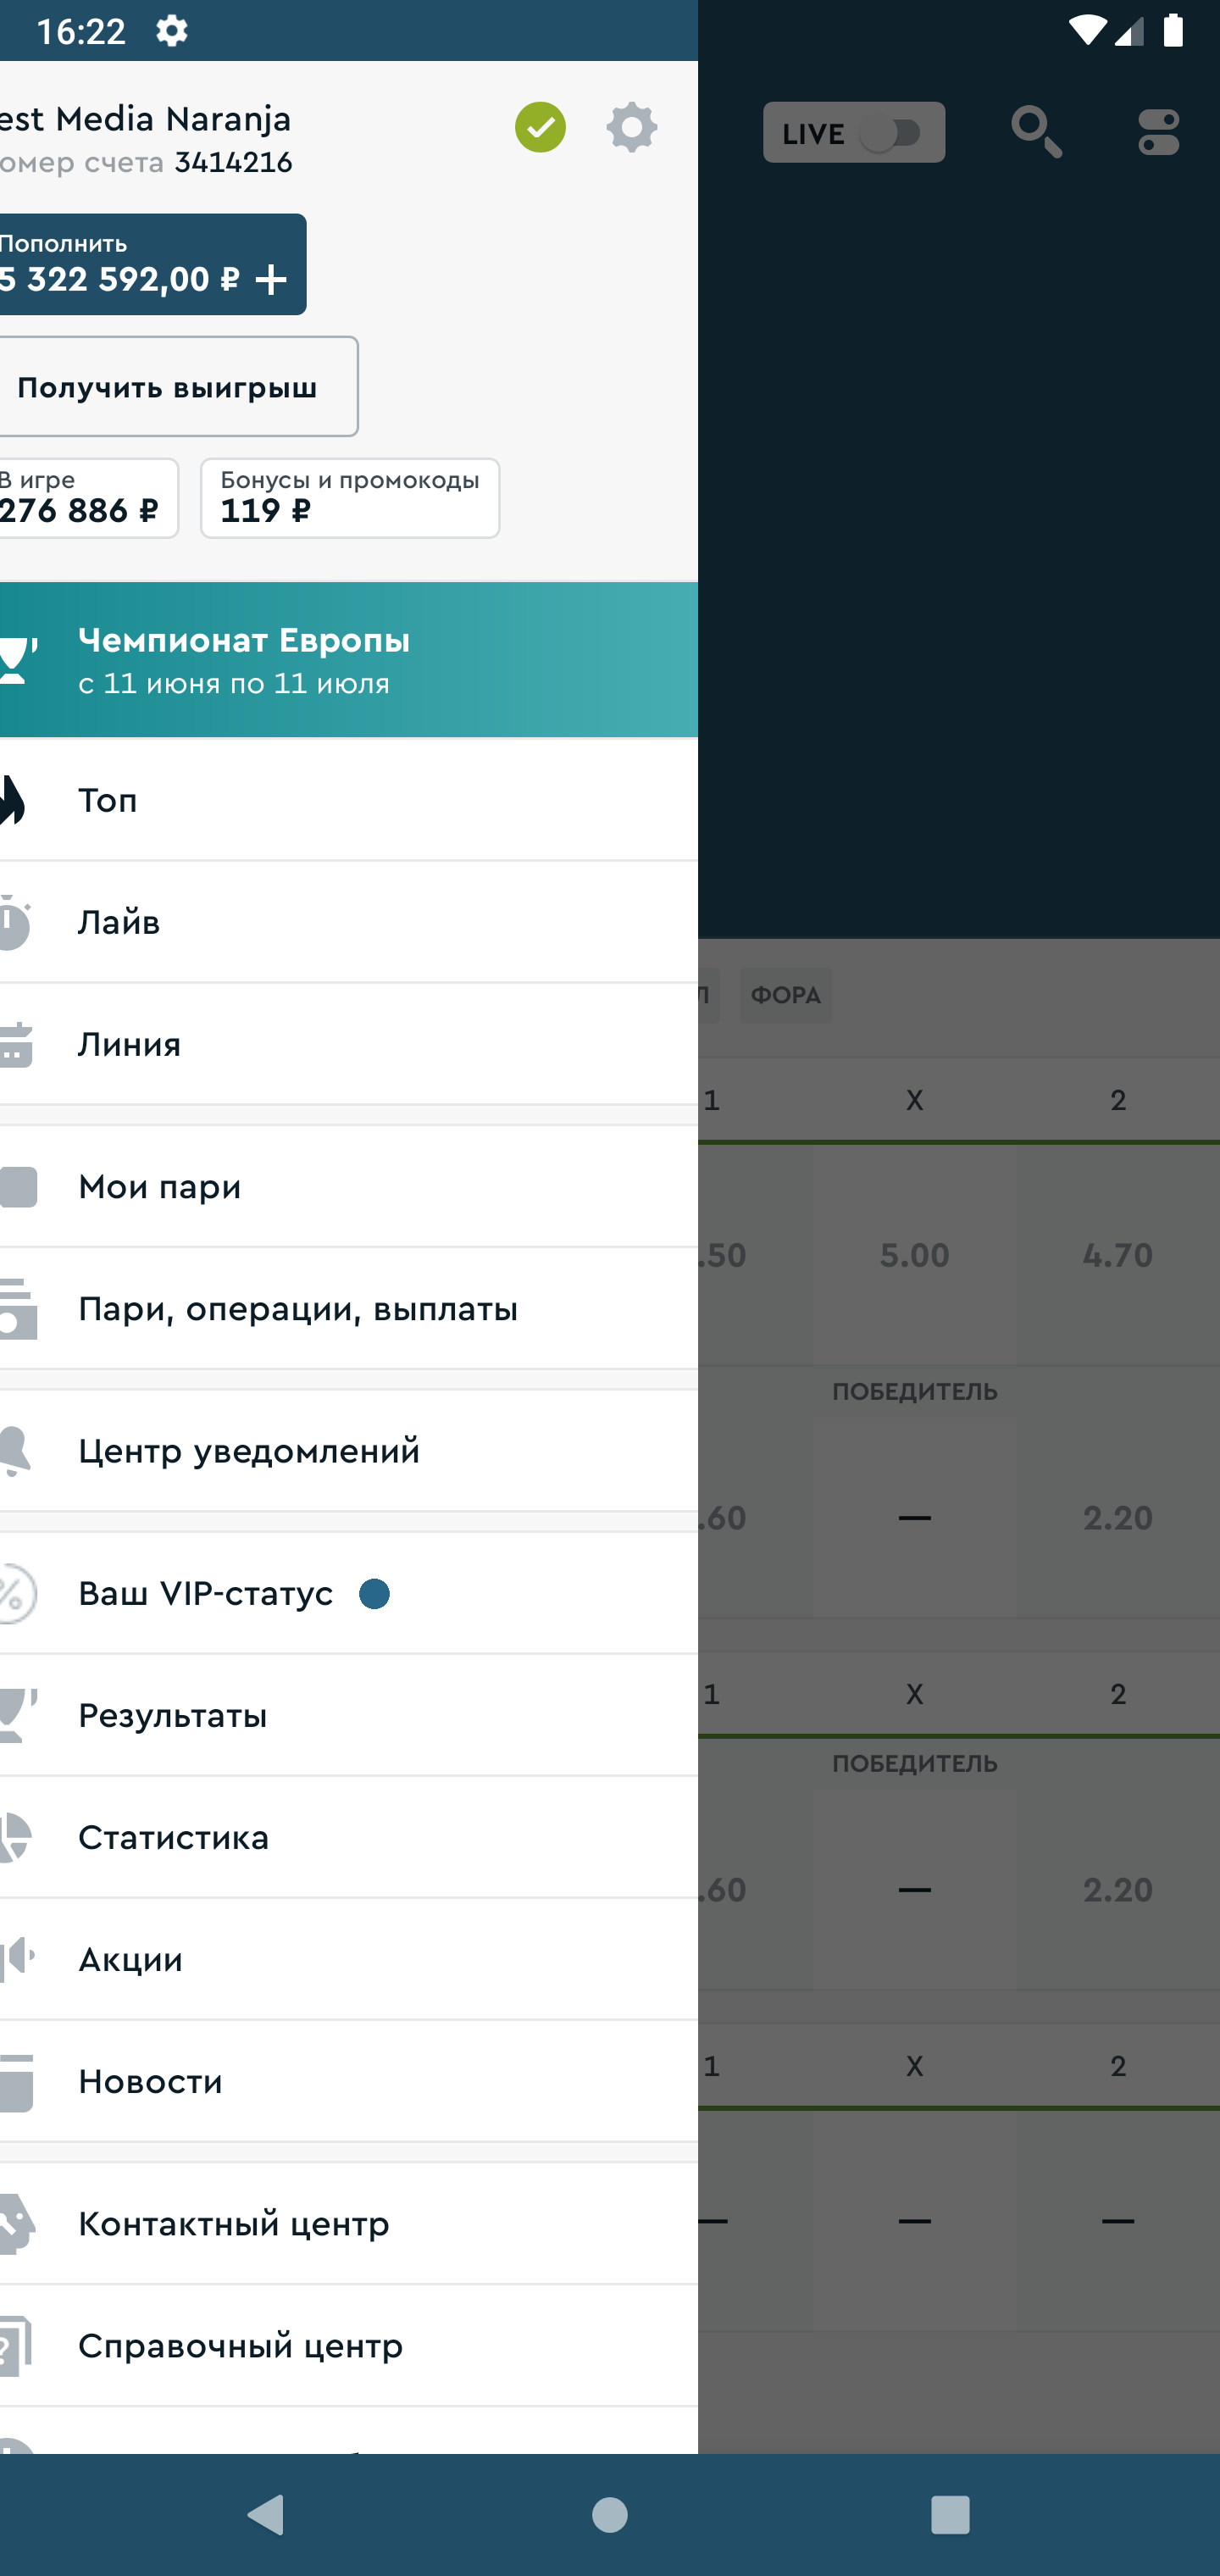 16:22
est Media Naranja
омер счета 3414216
LIVE
Пополнить
5 322 592,00 ₽ +
Получить выигрыш
В игре
276 886 ₽
Бонусы и промокоды
119 ₽
Чемпионат Европы
с 11 июня по 11 июля
Топ
Лайв
Линия
Л ФОРА
1 X 2
Мои пари
.50 5.00 4.70
Пари, операции, выплаты
ПОБЕДИТЕЛЬ
Центр уведомлений
.60 — 2.20
Ваш VIP-статус
1 X 2
Результаты
ПОБЕДИТЕЛЬ
Статистика
.60 — 2.20
Акции
Новости
1 X 2
Контактный центр
— — —
Справочный центр